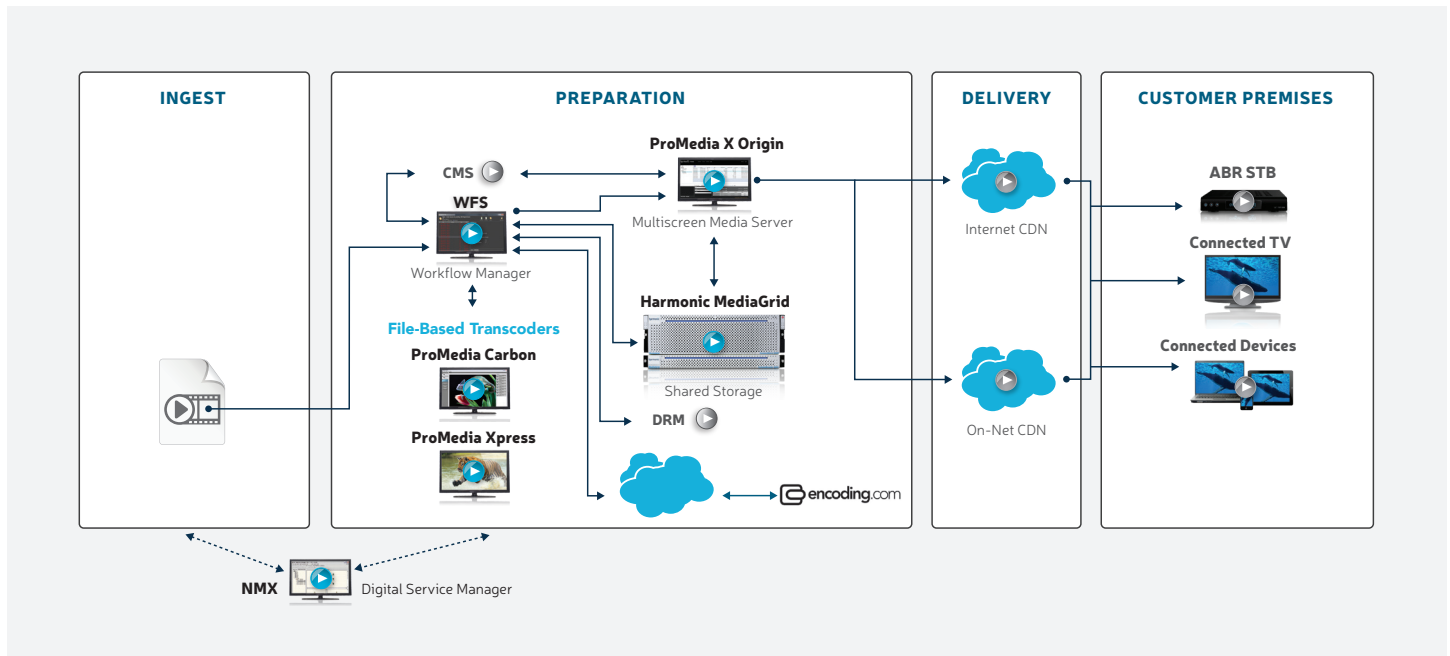 INGEST
PREPARATION
DELIVERY
CUSTOMER PREMISES
ProMedia X Origin
CMS
WFS
Multiscreen Media Server
Workflow Manager
File-Based Transcoders
ProMedia Carbon
ProMedia Xpress
Harmonic MediaGrid
Shared Storage
DRM
encoding.com
Internet CDN
On-Net CDN
ABR STB
Connected TV
Connected Devices
NMX
Digital Service Manager